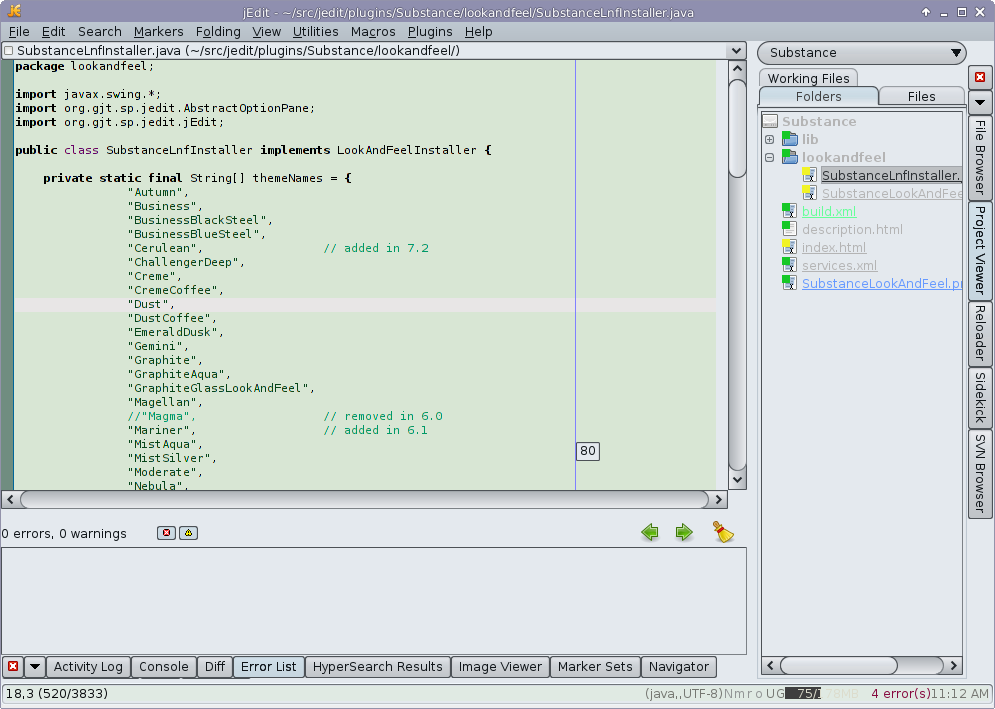 jEdit - ~/src/jedit/plugins/Substance/lookandfeel/SubstanceLnfInstaller.java
File Edit Search Markers Folding View Utilities Macros Plugins Help
SubstanceLnfInstaller.java (~/src/jedit/plugins/Substance/lookandfeel/)
package lookandfeel;
import javax.swing.*;
import org.gjt.sp.jedit.AbstractOptionPane;
import org.gjt.sp.jedit.jEdit;
public class SubstanceLnfInstaller implements LookAndFeelInstaller {
private static final String[] themeNames = {
"Autumn",
"Business",
"BusinessBlackSteel",
"BusinessBlueSteel",
"Cerulean", // added in 7.2
"ChallengerDeep",
"Creme",
"CremeCoffee",
"Dust",
"DustCoffee",
"EmeraldDusk",
"Gemini",
"Graphite",
"GraphiteAqua",
"GraphiteGlassLookAndFeel",
"Magellan",
//"Magma", // removed in 6.0
"Mariner", // added in 6.1
"MistAqua",
"MistSilver",
"Moderate",
"Nebula",
80
Substance
Working Files
Folders Files
Substance
lib
lookandfeel
SubstanceLnfInstaller.
SubstanceLookAndFee
build.xml
description.html
index.html
services.xml
SubstanceLookAndFeel.pr
File Browser
Project Viewer
Reloader
Sidekick
SVN Browser
0 errors, 0 warnings
Activity Log Console Diff Error List HyperSearch Results Image Viewer Marker Sets Navigator
18,3 (520/3833) (java,,UTF-8)Nmr o UG 75/178MB 4 error(s)11:12 AM